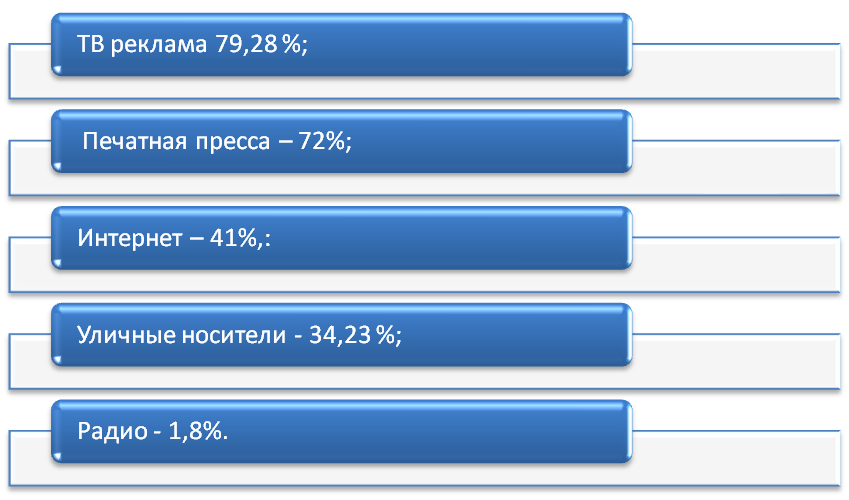 ТВ реклама 79,28 %;
Печатная пресса – 72%;
Интернет – 41%,:
Уличные носители - 34,23 %;
Радио - 1,8%.